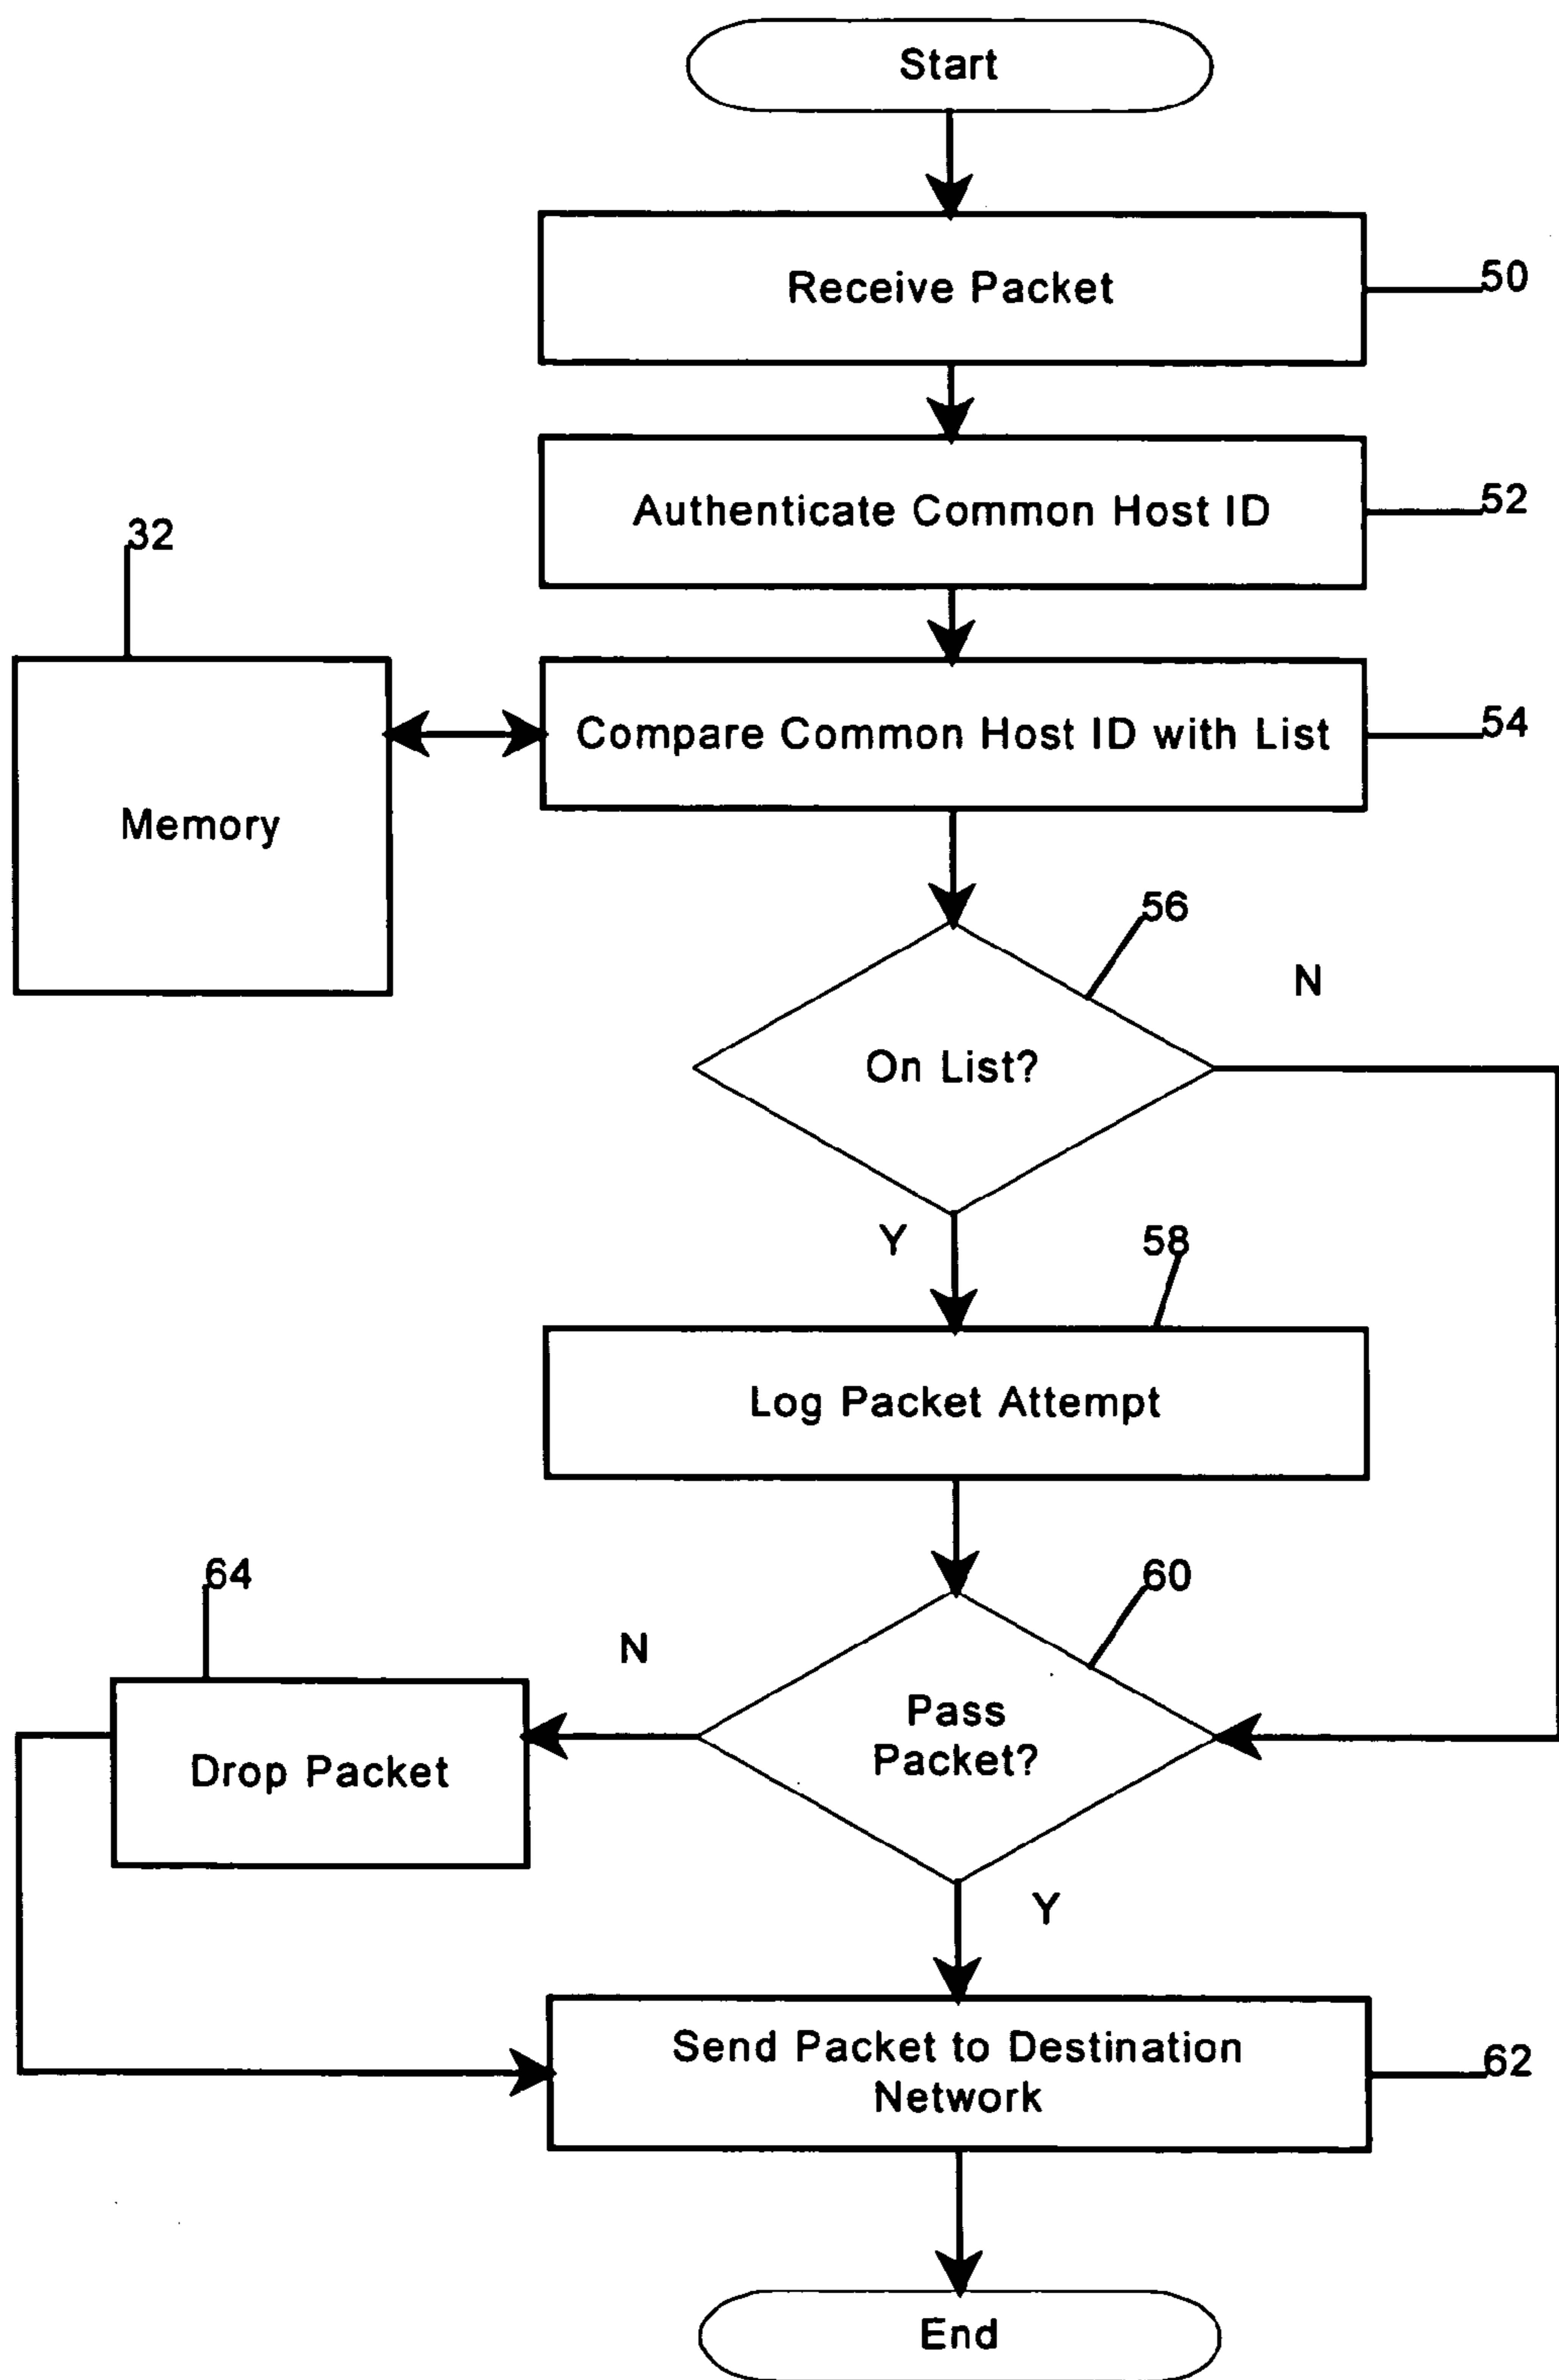 Start
Receive Packet
50
Authenticate Common Host ID
52
32
Compare Common Host ID with List
54
Memory
56
N
On List?
Y
58
Log Packet Attempt
64
60
N
Pass
Packet?
Drop Packet
Y
Send Packet to Destination
Network
62
End